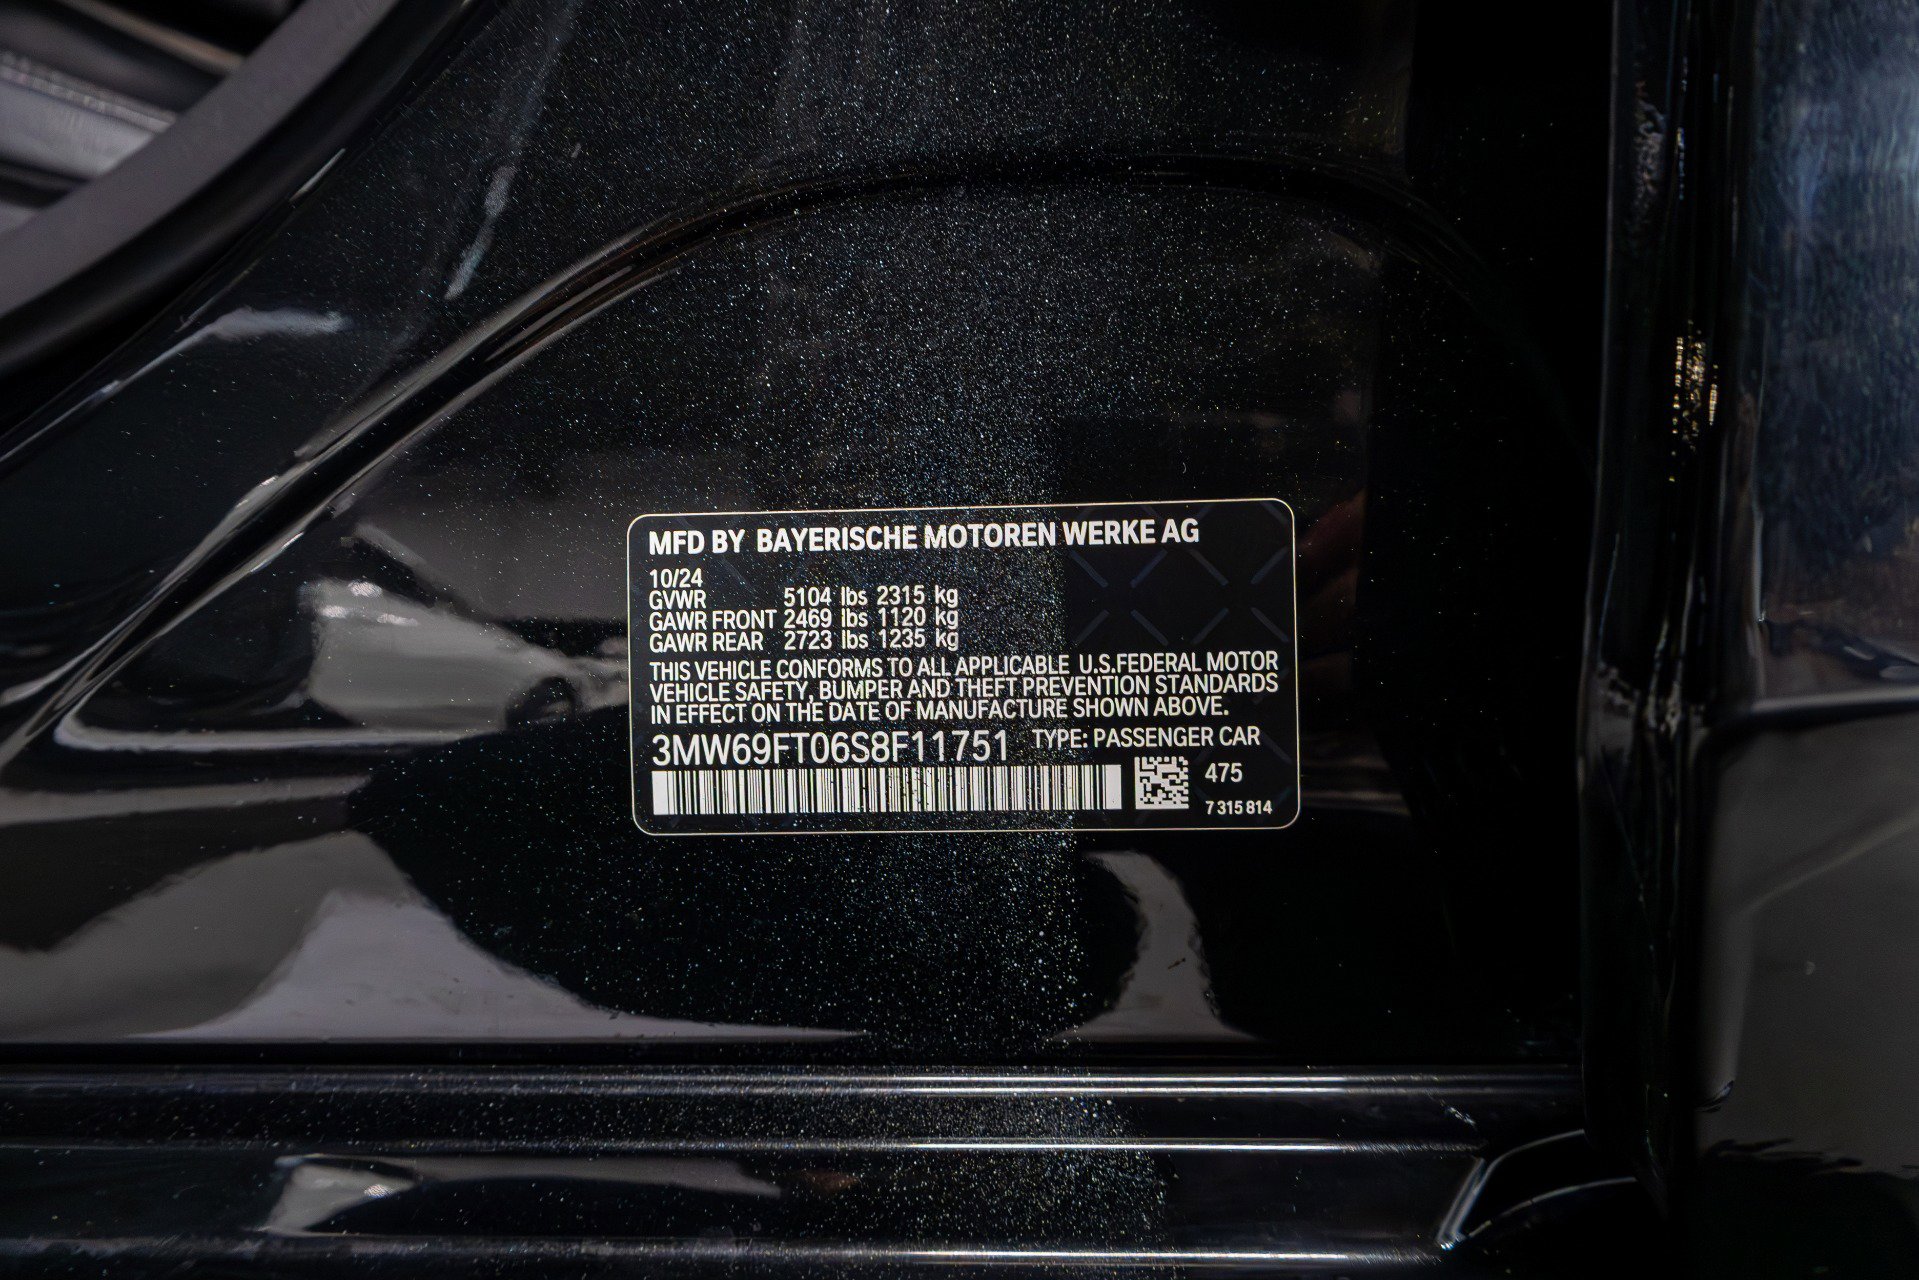 MFD BY BAYERISCHE MOTOREN WERKE AG
10/24
GVWR 5104 lbs 2315 kg
GAWR FRONT 2469 lbs 1120 kg
GAWR REAR 2723 lbs 1235 kg
THIS VEHICLE CONFORMS TO ALL APPLICABLE U.S.FEDERAL MOTOR
VEHICLE SAFETY, BUMPER AND THEFT PREVENTION STANDARDS
IN EFFECT ON THE DATE OF MANUFACTURE SHOWN ABOVE.
3MW69FT06S8F11751 TYPE: PASSENGER CAR
475
7 315 814